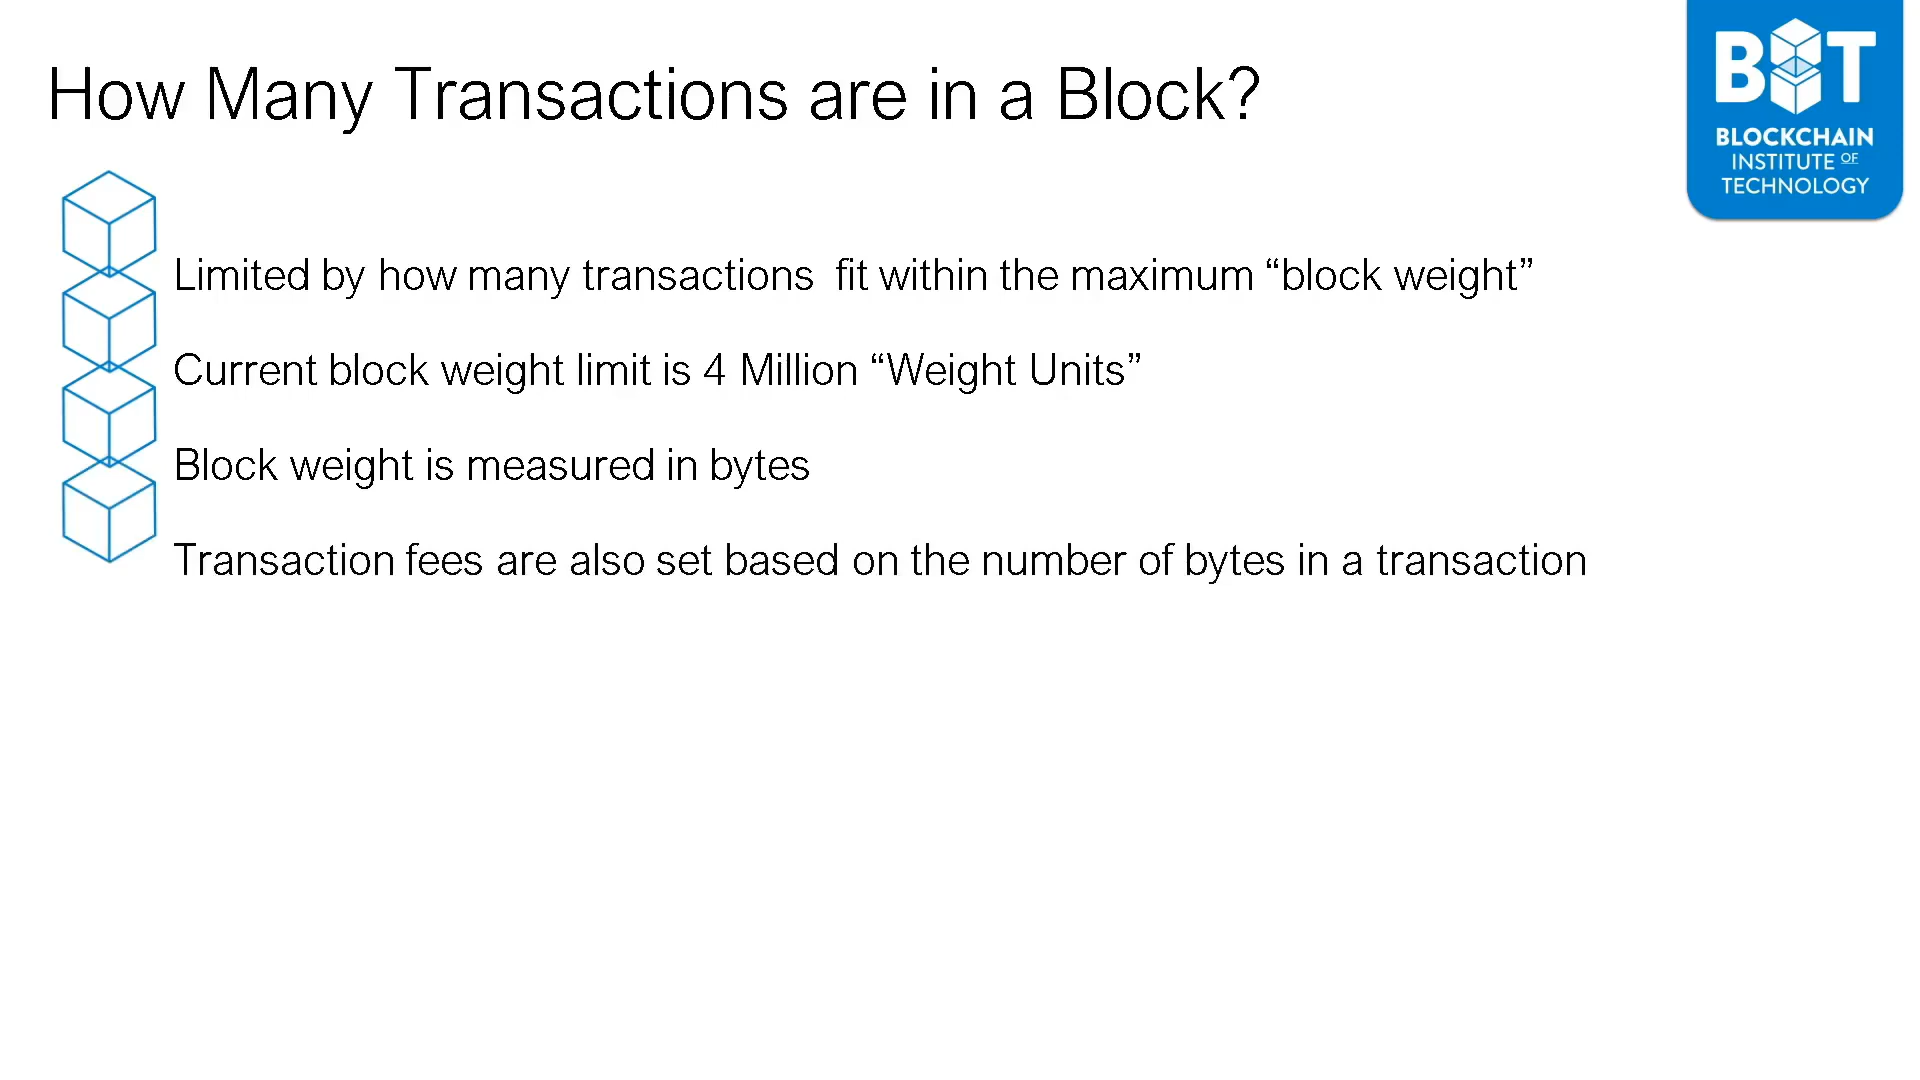 How Many Transactions are in a Block?
B T
BLOCKCHAIN
INSTITUTE OF
TECHNOLOGY
Limited by how many transactions  fit within the maximum “block weight”
Current block weight limit is 4 Million “Weight Units”
Block weight is measured in bytes
Transaction fees are also set based on the number of bytes in a transaction